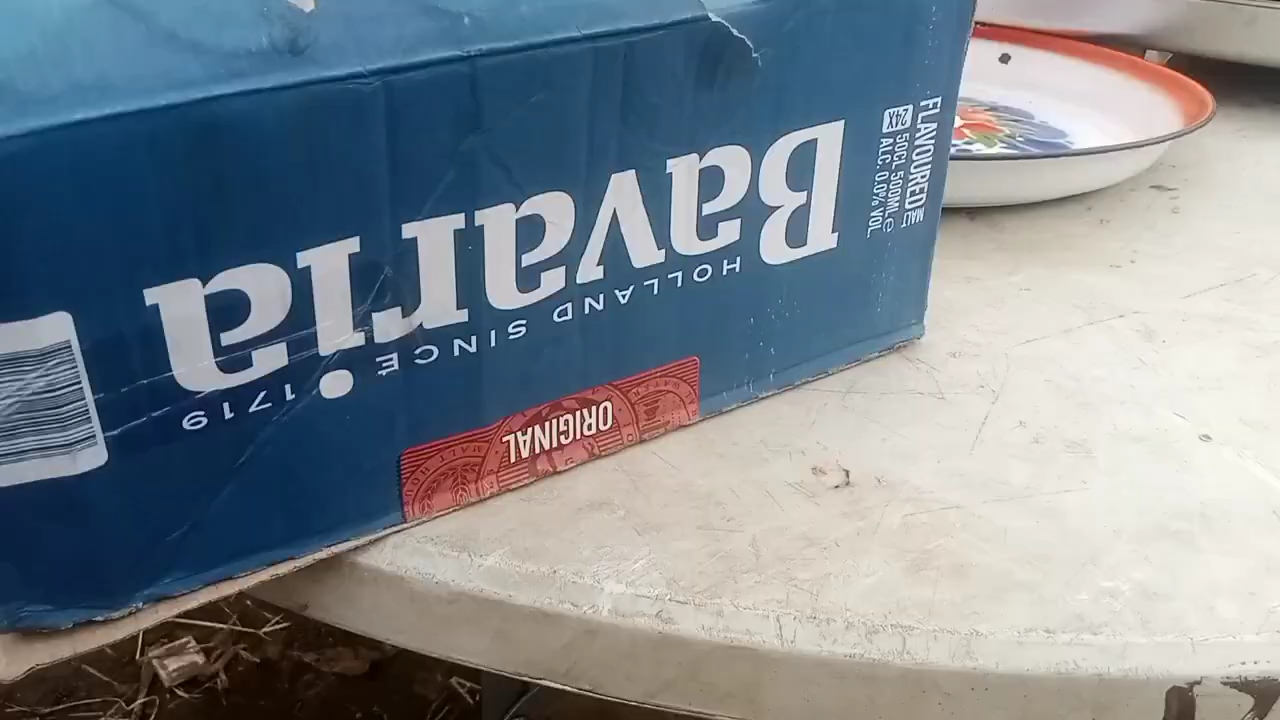 Bavaria
HOLLAND SINCE 1719
ORIGINAL
FLAVOURED MALT
24X 50CL 500ML e
ALC. 0.0% VOL.